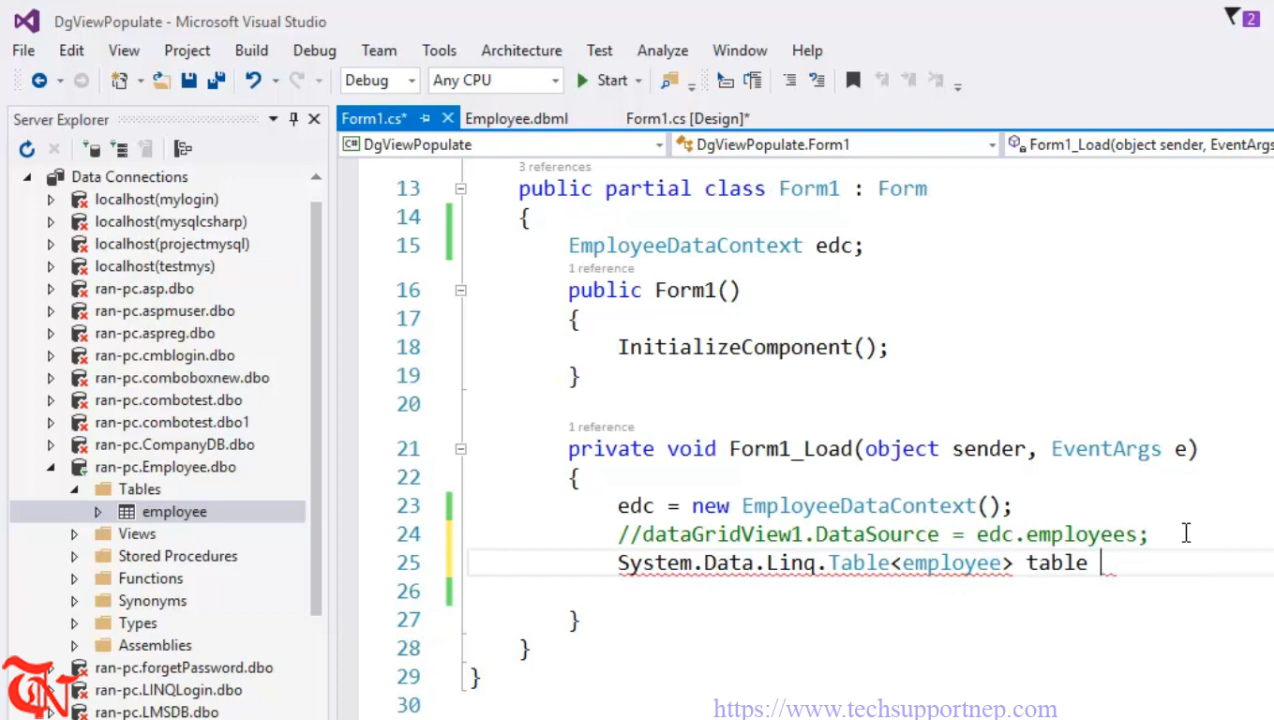 DgViewPopulate - Microsoft Visual Studio
2
File Edit View Project Build Debug Team Tools Architecture Test Analyze Window Help
Debug Any CPU Start
Server Explorer
Form1.cs* Employee.dbml Form1.cs [Design]*
DgViewPopulate DgViewPopulate.Form1 Form1_Load(object sender, EventArgs
Data Connections
localhost(mylogin)
localhost(mysqlcsharp)
localhost(projectmysql)
localhost(testmys)
ran-pc.asp.dbo
ran-pc.aspmuser.dbo
ran-pc.aspreg.dbo
ran-pc.cmblogin.dbo
ran-pc.comboboxnew.dbo
ran-pc.combotest.dbo
ran-pc.combotest.dbo1
ran-pc.CompanyDB.dbo
ran-pc.Employee.dbo
Tables
employee
Views
Stored Procedures
Functions
Synonyms
Types
Assemblies
ran-pc.forgetPassword.dbo
ran-pc.LINQLogin.dbo
ran-pc.LMSDB.dbo
3 references
13 public partial class Form1 : Form
14 {
15 EmployeeDataContext edc;
1 reference
16 public Form1()
17 {
18 InitializeComponent();
19 }
20
1 reference
21 private void Form1_Load(object sender, EventArgs e)
22 {
23 edc = new EmployeeDataContext();
24 //dataGridView1.DataSource = edc.employees;
25 System.Data.Linq.Table<employee> table
26
27 }
28 }
29 }
30
TN
https://www.techsupportnep.com